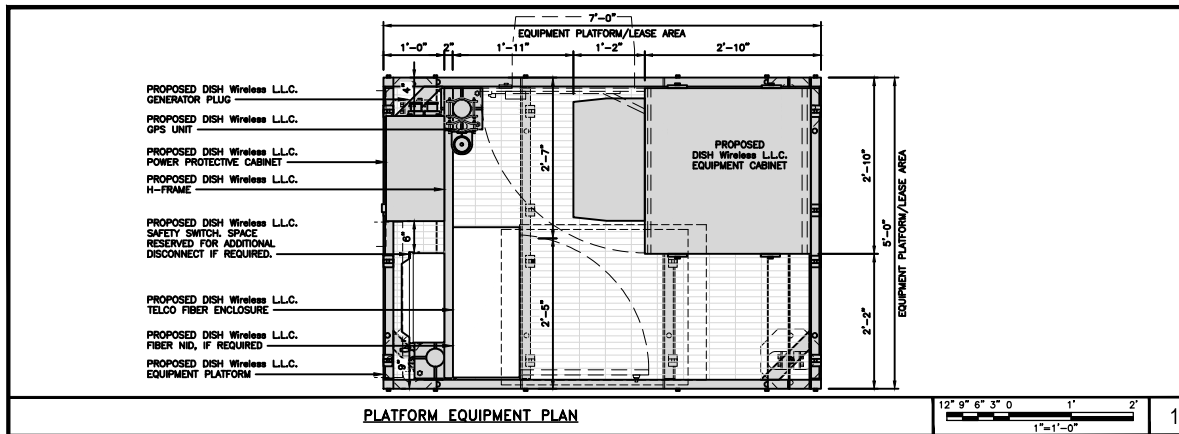 7'-0"
EQUIPMENT PLATFORM/LEASE AREA
1'-0"
2"
1'-11"
1'-2"
2'-10"
PROPOSED DISH Wireless L.L.C.
GENERATOR PLUG
PROPOSED DISH Wireless L.L.C.
GPS UNIT
PROPOSED DISH Wireless L.L.C.
POWER PROTECTIVE CABINET
PROPOSED DISH Wireless L.L.C.
H-FRAME
PROPOSED DISH Wireless L.L.C.
SAFETY SWITCH. SPACE
RESERVED FOR ADDITIONAL
DISCONNECT IF REQUIRED.
PROPOSED DISH Wireless L.L.C.
TELCO FIBER ENCLOSURE
PROPOSED DISH Wireless L.L.C.
FIBER NID, IF REQUIRED
PROPOSED DISH Wireless L.L.C.
EQUIPMENT PLATFORM
4"
6"
9"
2'-7"
2'-5"
PROPOSED
DISH Wireless L.L.C.
EQUIPMENT CABINET
2'-10"
2'-2"
5'-0"
EQUIPMENT PLATFORM/LEASE AREA
PLATFORM EQUIPMENT PLAN
12" 9" 6" 3" 0 1' 2'
1"=1'-0"
1